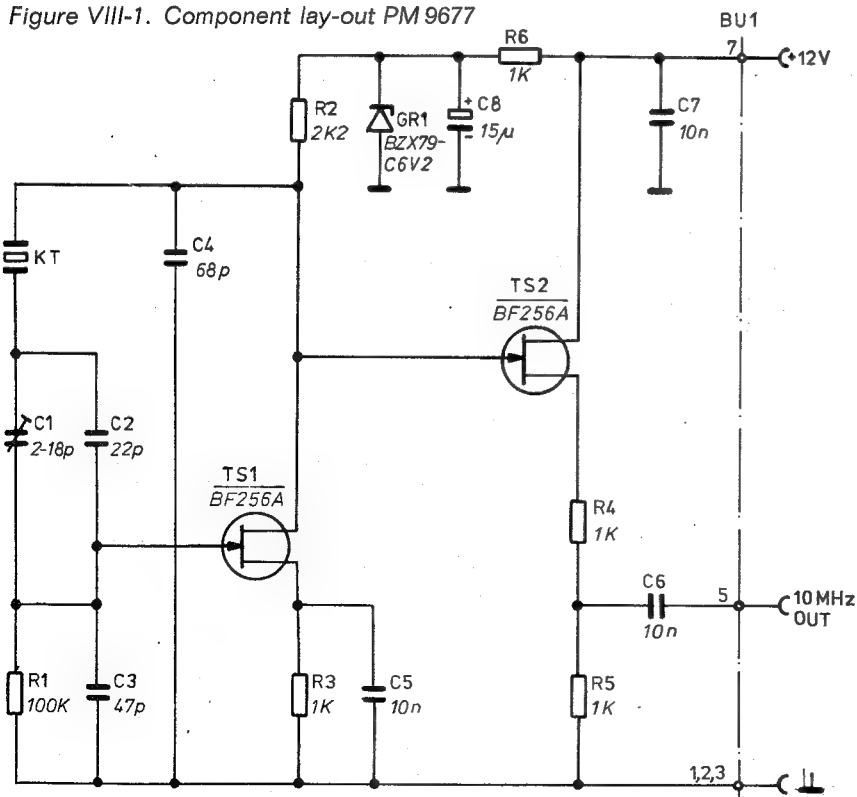 Figure VIII-1. Component lay-out PM 9677
BU1
R6
1K
7
+12V
R2
2K2
GR1
BZX79-
C6V2
+
C8
15µ
-
C7
10n
KT
C4
68p
TS2
BF256A
C1
2-18p
C2
22p
TS1
BF256A
R4
1K
C6
10n
5
10MHz
OUT
R1
100K
C3
47p
R3
1K
C5
10n
R5
1K
1,2,3